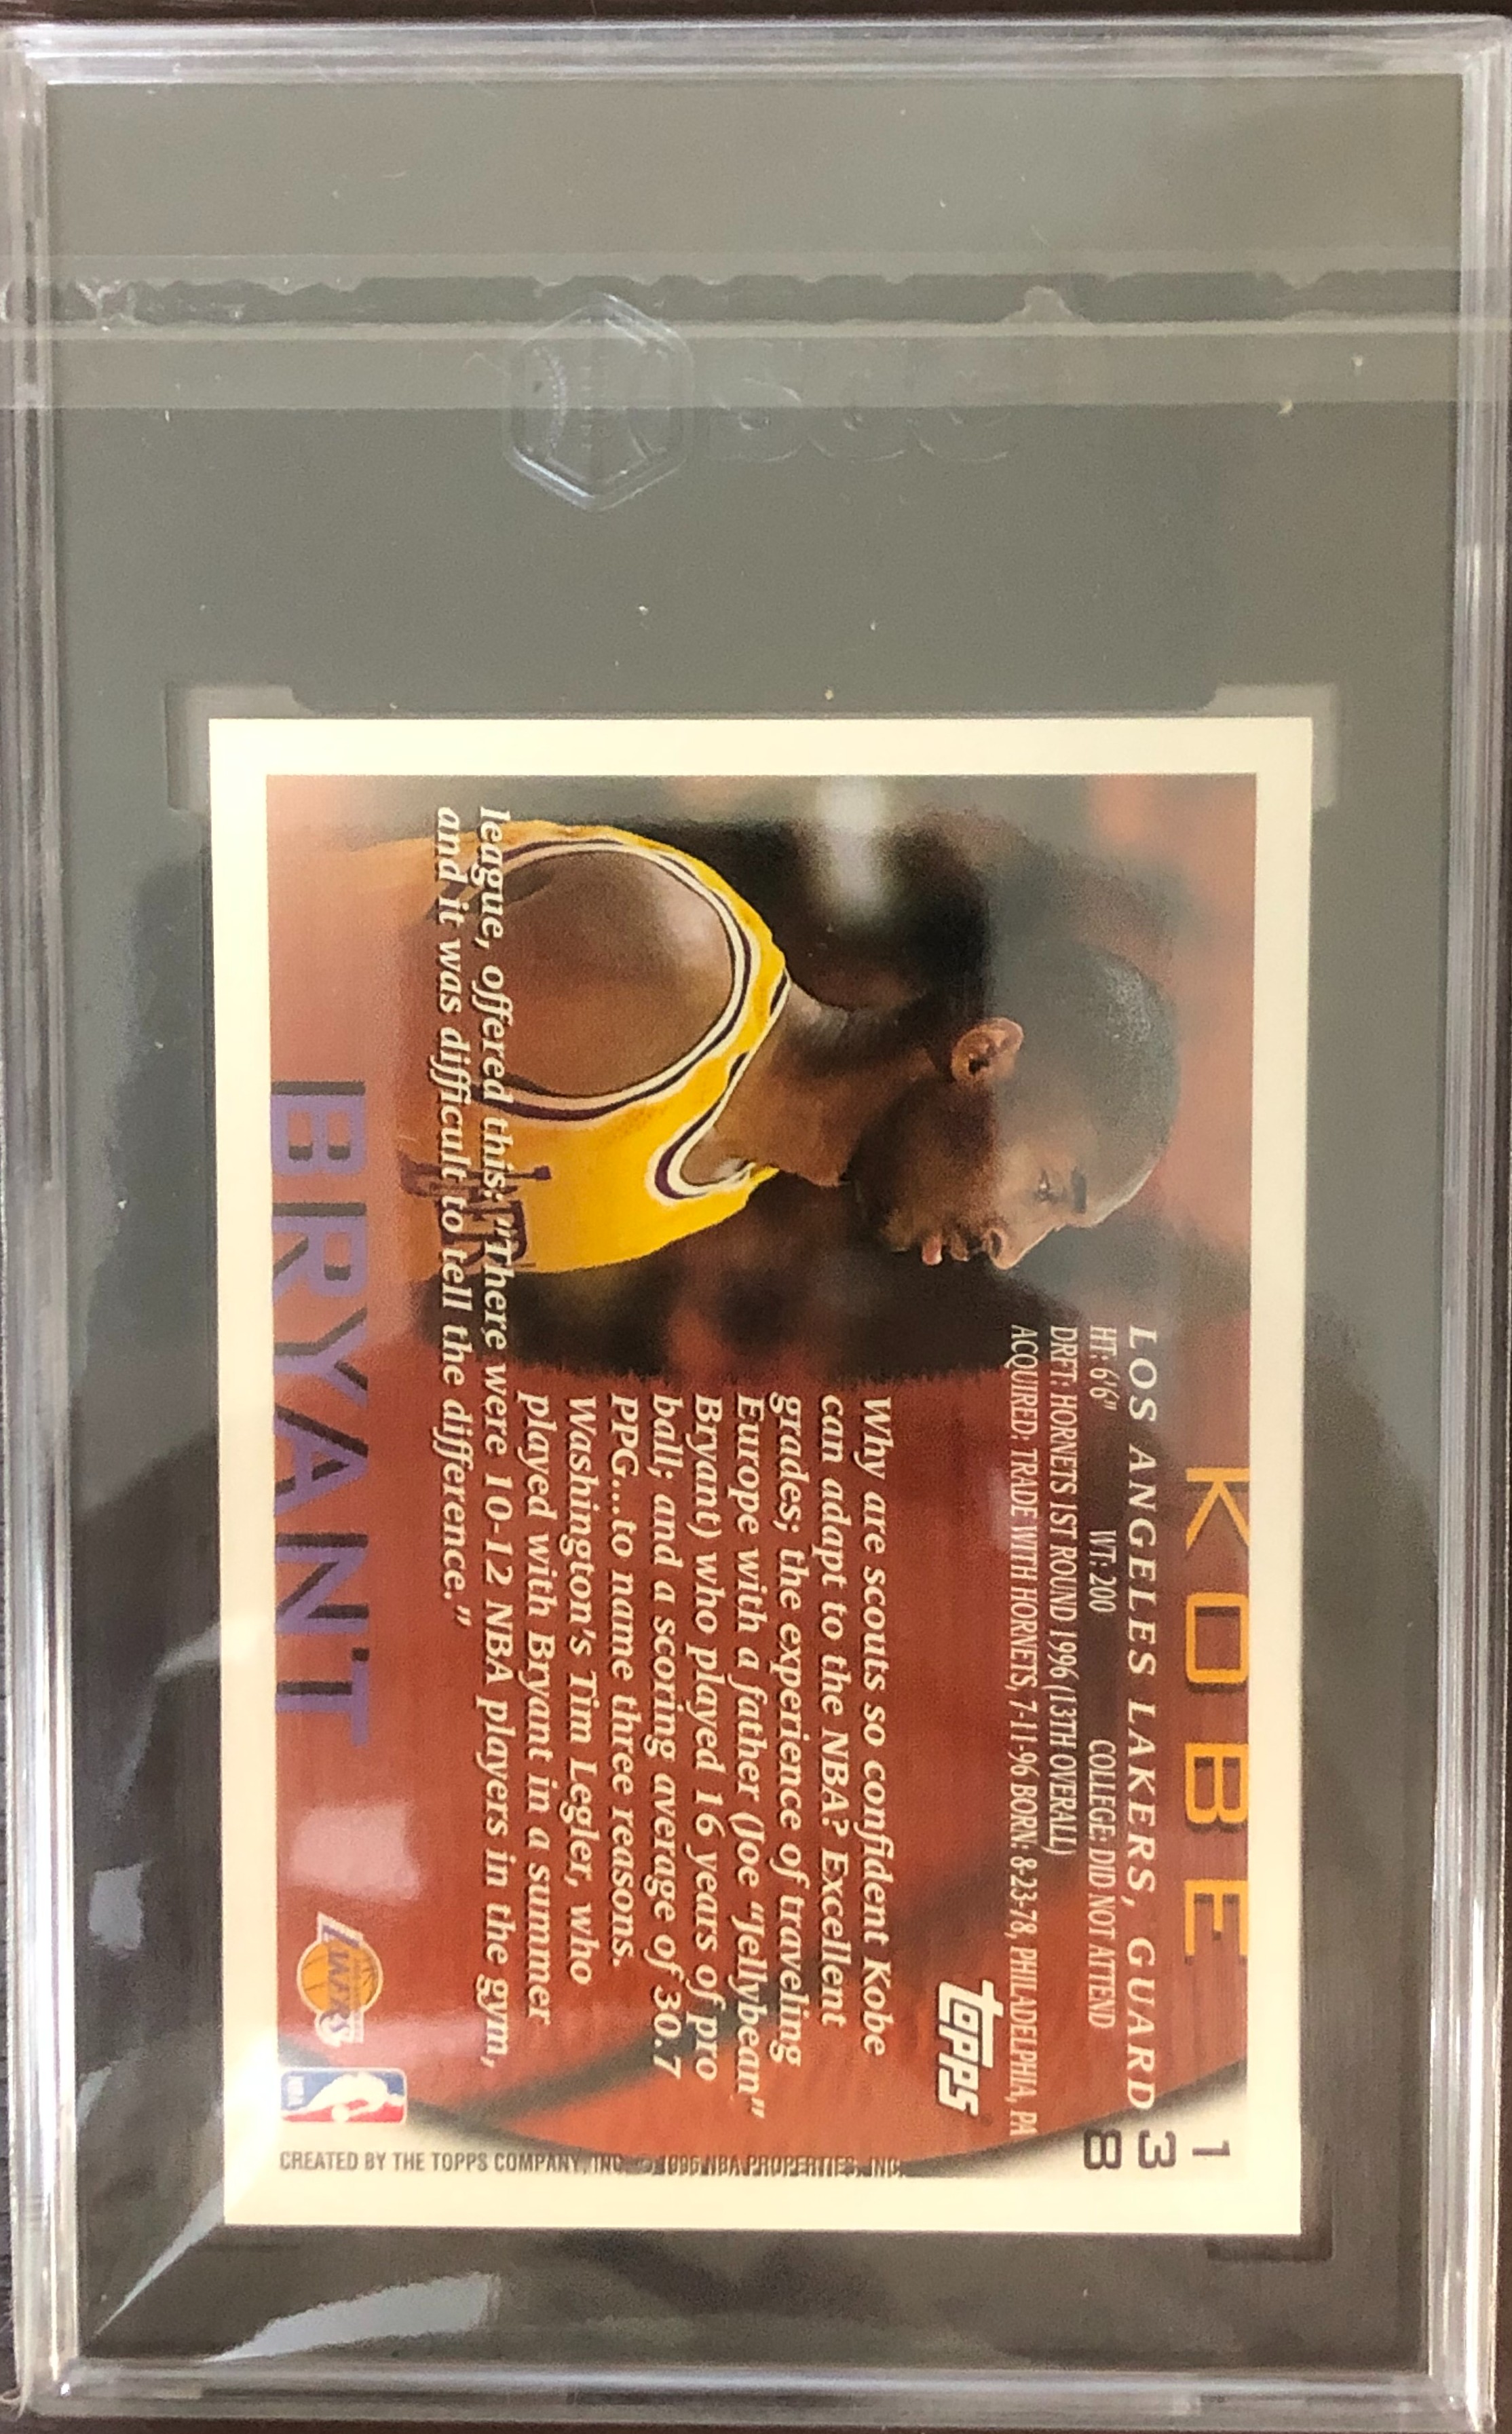 KOBE
138
LOS ANGELES LAKERS, GUARD
HT: 6'6" WT: 200 COLLEGE: DID NOT ATTEND
DRFT: HORNETS 1ST ROUND 1996 (13TH OVERALL)
ACQUIRED: TRADE WITH HORNETS, 7-11-96 BORN: 8-23-78, PHILADELPHIA, PA
Topps
Why are scouts so confident Kobe
can adapt to the NBA? Excellent
grades; the experience of traveling
Europe with a father (Joe "Jellybean"
Bryant) who played 16 years of pro
ball; and a scoring average of 30.7
PPG...to name three reasons.
Washington's Tim Legler, who
played with Bryant in a summer
league, offered this: "There were 10-12 NBA players in the gym,
and it was difficult to tell the difference."
BRYANT
LAKERS
NBA
CREATED BY THE TOPPS COMPANY, INC. © 1996 NBA PROPERTIES, INC.